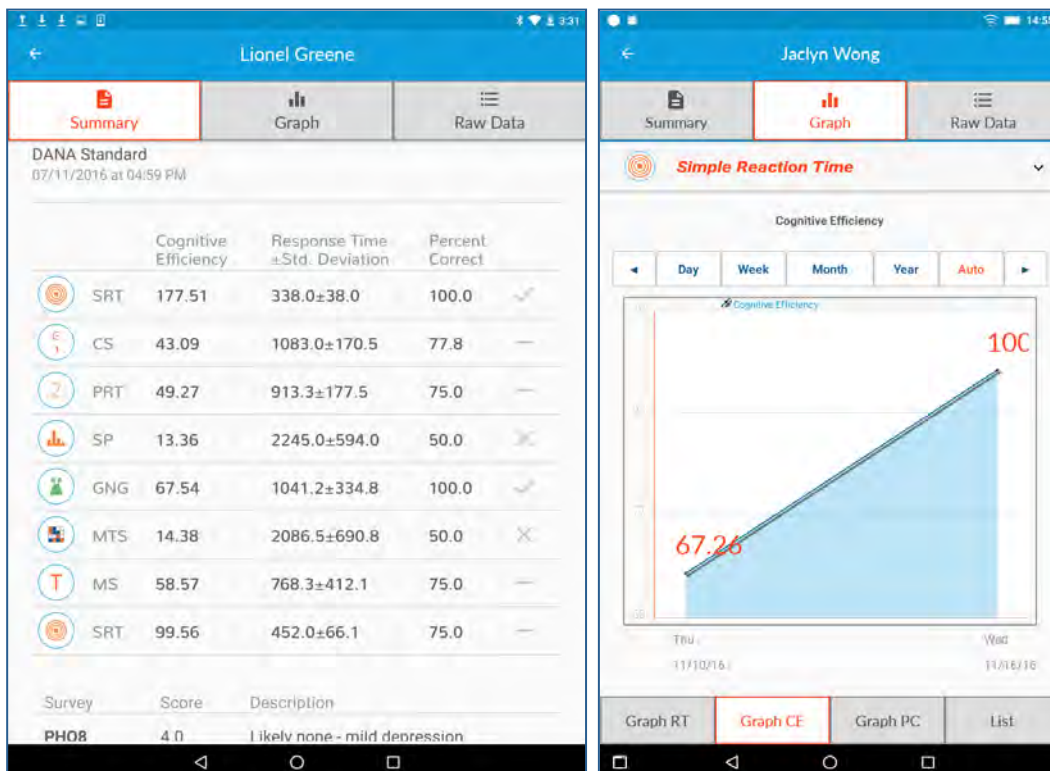 3:31
Lionel Greene
Summary
Graph
Raw Data
DANA Standard
07/11/2016 at 04:59 PM
Cognitive Efficiency
Response Time ±Std. Deviation
Percent Correct
SRT 177.51 338.0±38.0 100.0
CS 43.09 1083.0±170.5 77.8
PRT 49.27 913.3±177.5 75.0
SP 13.36 2245.0±594.0 50.0
GNG 67.54 1041.2±334.8 100.0
MTS 14.38 2086.5±690.8 50.0
T MS 58.57 768.3±412.1 75.0
SRT 99.56 452.0±66.1 75.0
Survey Score Description
PHQ8 4.0 Likely none - mild depression
Jaclyn Wong
Summary
Graph
Raw Data
Simple Reaction Time
Cognitive Efficiency
Day Week Month Year Auto
Cognitive Efficiency
100
67.26
Thu
11/10/16
Wed
11/16/16
Graph RT Graph CE Graph PC List